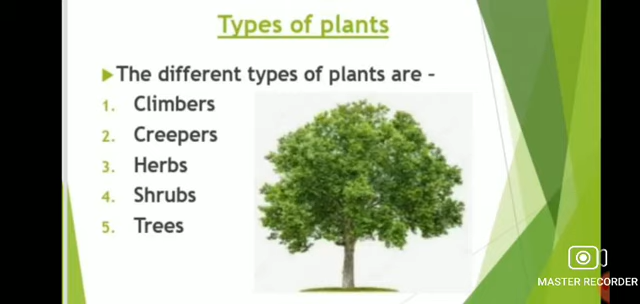 Types of plants
The different types of plants are -
1. Climbers
2. Creepers
3. Herbs
4. Shrubs
5. Trees
MASTER RECORDER